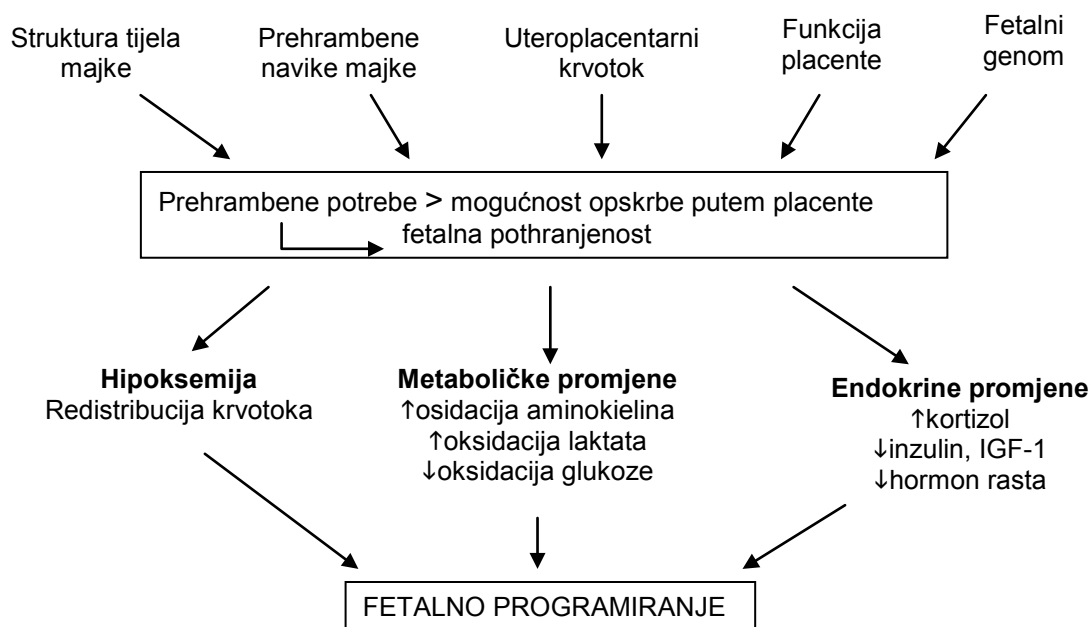 Struktura tijela
majke
Prehrambene
navike majke
Uteroplacentarni
krvotok
Funkcija
placente
Fetalni
genom
Prehrambene potrebe > mogućnost opskrbe putem placente
fetalna pothranjenost
Hipoksemija
Redistribucija krvotoka
Metaboličke promjene
↑osidacija aminokielina
↑oksidacija laktata
↓oksidacija glukoze
Endokrine promjene
↑kortizol
↓inzulin, IGF-1
↓hormon rasta
FETALNO PROGRAMIRANJE